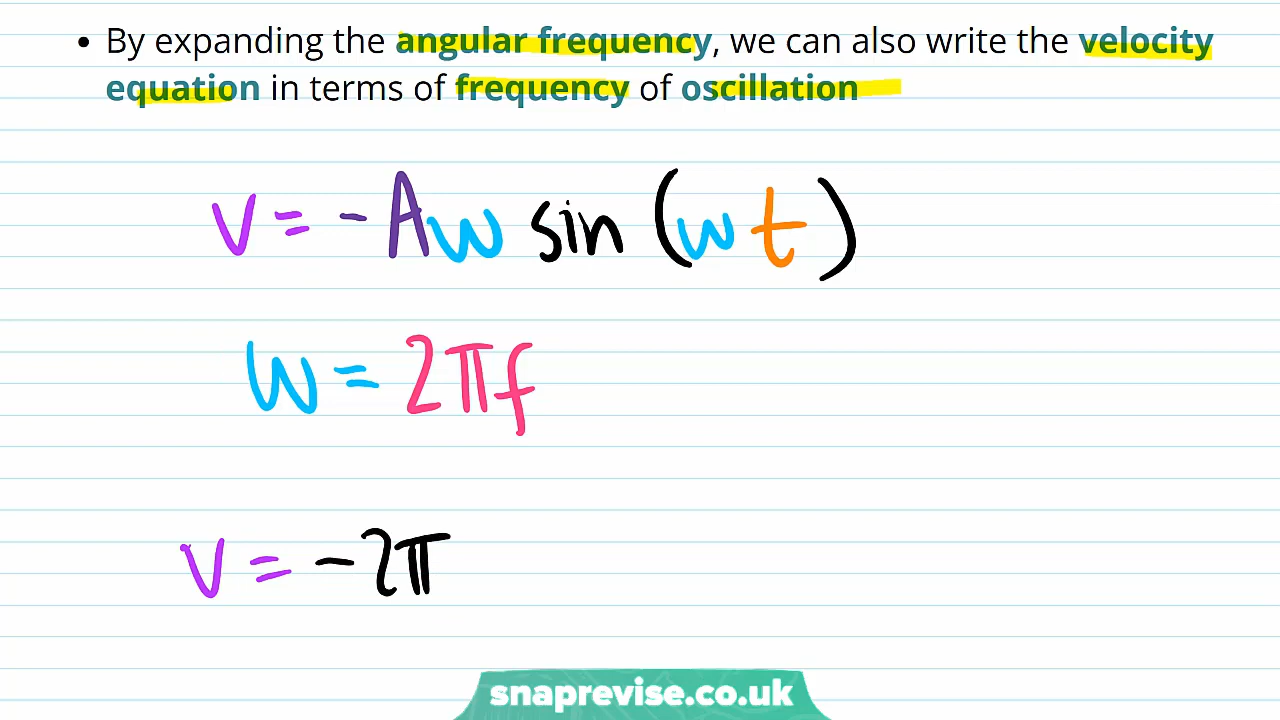 • By expanding the angular frequency, we can also write the velocity
equation in terms of frequency of oscillation
v = - Aω sin (ωt)
ω = 2πf
v = -2π
snaprevise.co.uk